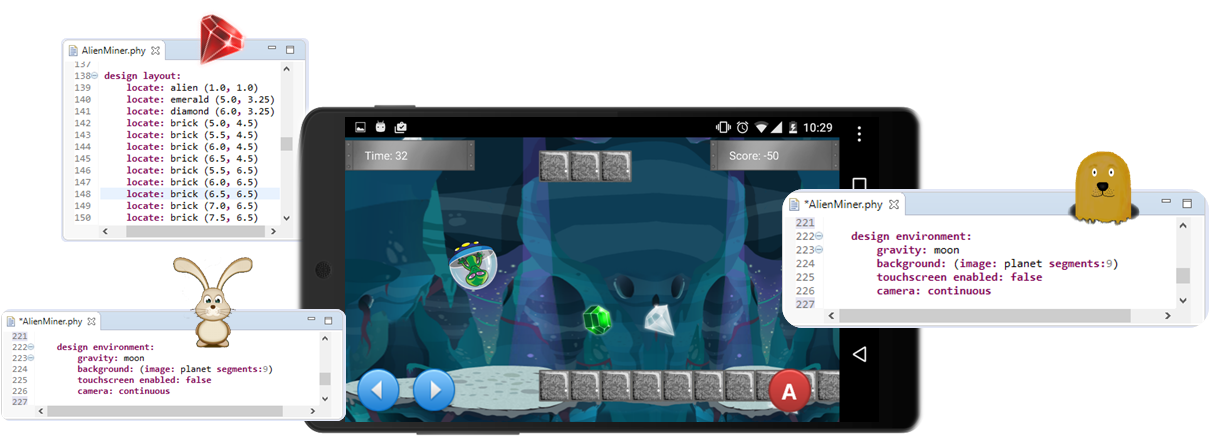 AlienMiner.phy
137
138 design layout:
139 locate: alien (1.0, 1.0)
140 locate: emerald (5.0, 3.25)
141 locate: diamond (6.0, 3.25)
142 locate: brick (5.0, 4.5)
143 locate: brick (5.5, 4.5)
144 locate: brick (6.0, 4.5)
145 locate: brick (6.5, 4.5)
146 locate: brick (5.5, 6.5)
147 locate: brick (6.0, 6.5)
148 locate: brick (6.5, 6.5)
149 locate: brick (7.0, 6.5)
150 locate: brick (7.5, 6.5)
10:29
Time: 32
Score: -50
A
*AlienMiner.phy
221
222 design environment:
223 gravity: moon
224 background: (image: planet segments:9)
225 touchscreen enabled: false
226 camera: continuous
227
*AlienMiner.phy
221
222 design environment:
223 gravity: moon
224 background: (image: planet segments:9)
225 touchscreen enabled: false
226 camera: continuous
227